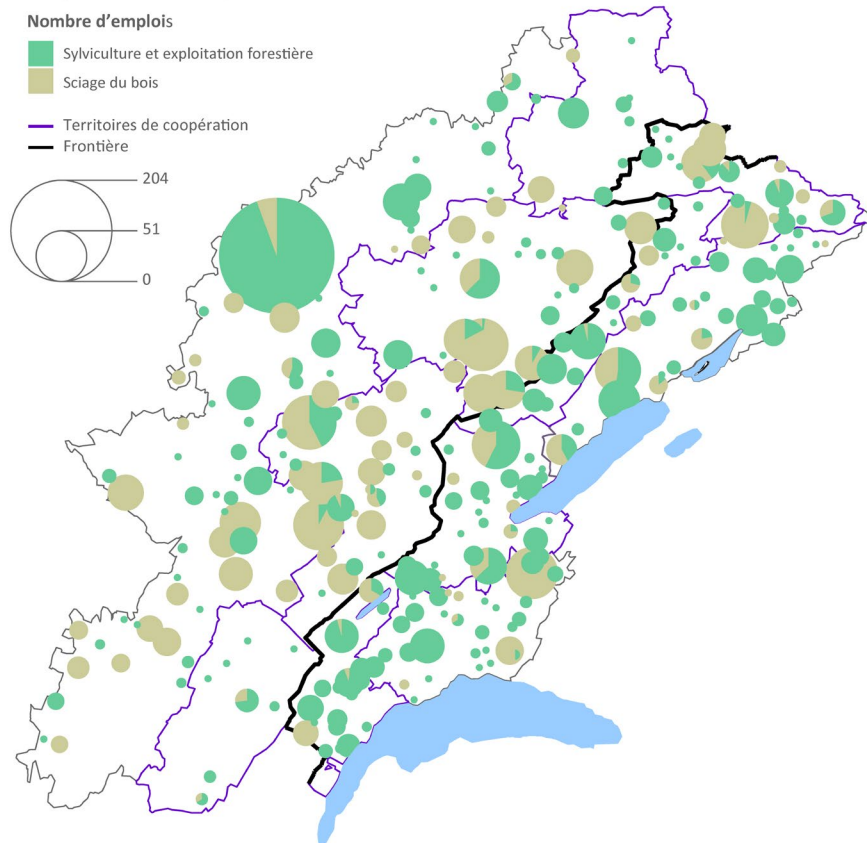 Nombre d'emplois
Sylviculture et exploitation forestière
Sciage du bois
Territoires de coopération
Frontière
204
51
0